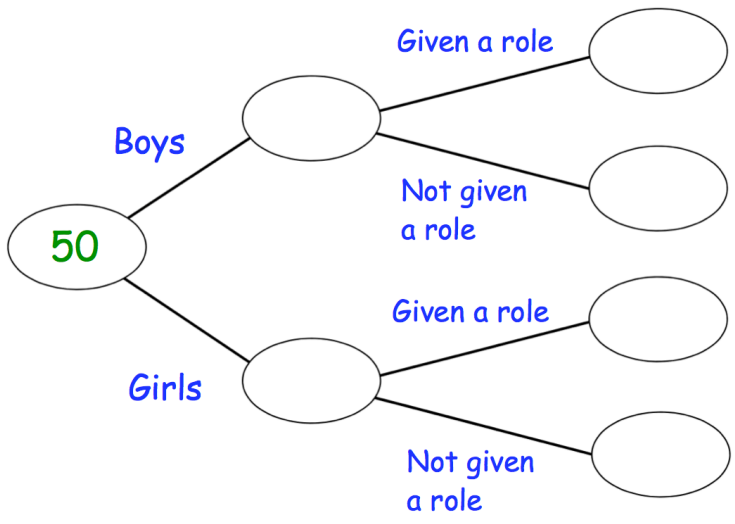 Given a role
Boys
Not given
a role
50
Given a role
Girls
Not given
a role